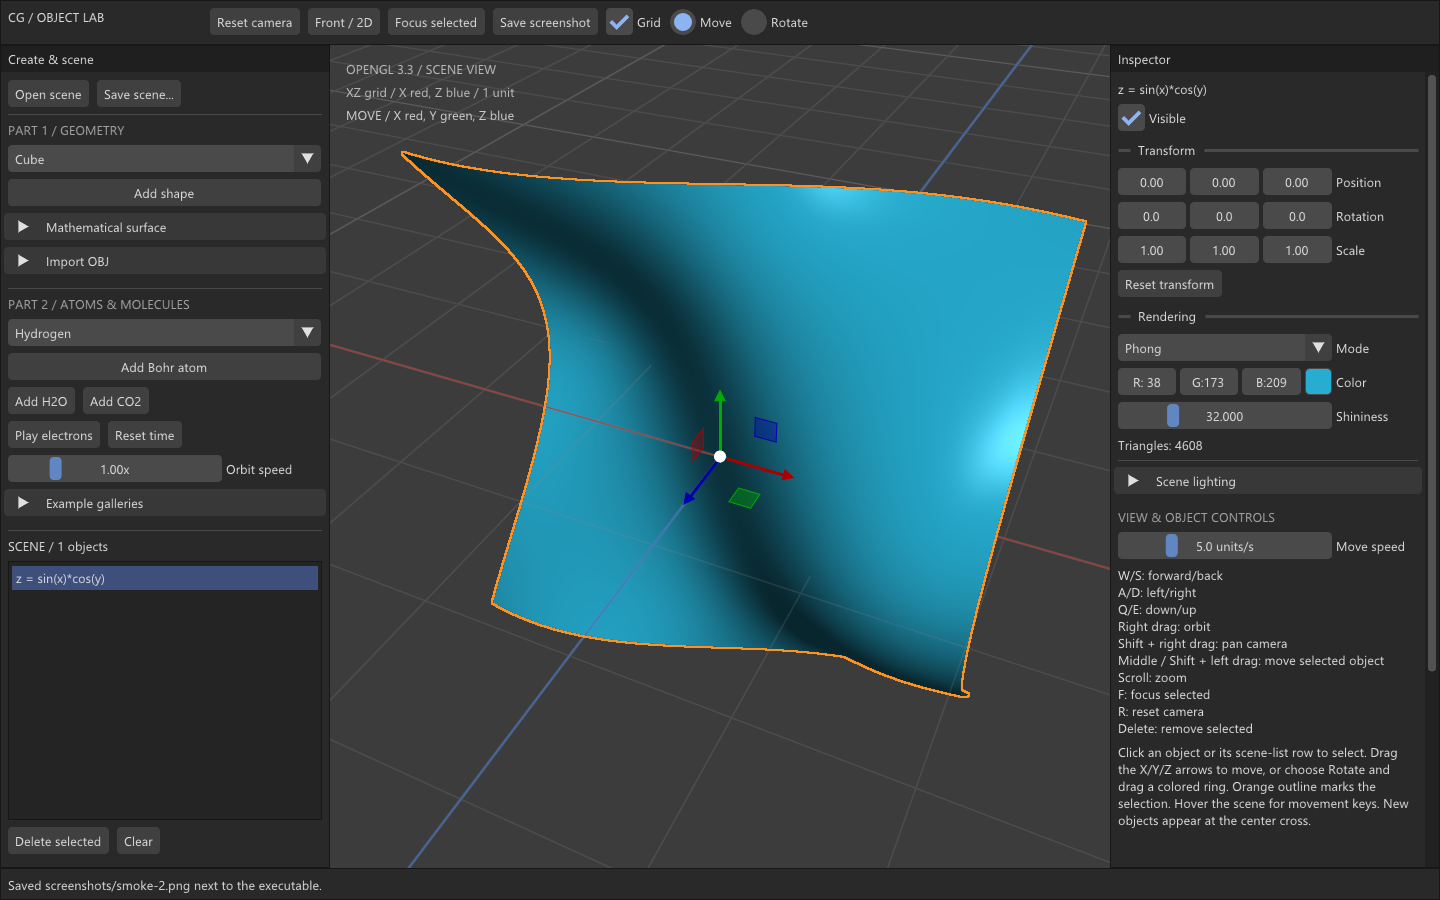 CG / OBJECT LAB
Reset camera
Front / 2D
Focus selected
Save screenshot
Grid
Move
Rotate
Create & scene
Open scene
Save scene...
PART 1 / GEOMETRY
Cube
Add shape
Mathematical surface
Import OBJ
PART 2 / ATOMS & MOLECULES
Hydrogen
Add Bohr atom
Add H2O
Add CO2
Play electrons
Reset time
1.00x
Orbit speed
Example galleries
SCENE / 1 objects
z = sin(x)*cos(y)
Delete selected
Clear
OPENGL 3.3 / SCENE VIEW
XZ grid / X red, Z blue / 1 unit
MOVE / X red, Y green, Z blue
Inspector
z = sin(x)*cos(y)
Visible
Transform
0.00 0.00 0.00 Position
0.0 0.0 0.0 Rotation
1.00 1.00 1.00 Scale
Reset transform
Rendering
Phong Mode
R: 38 G:173 B:209 Color
32.000 Shininess
Triangles: 4608
Scene lighting
VIEW & OBJECT CONTROLS
5.0 units/s Move speed
W/S: forward/back
A/D: left/right
Q/E: down/up
Right drag: orbit
Shift + right drag: pan camera
Middle / Shift + left drag: move selected object
Scroll: zoom
F: focus selected
R: reset camera
Delete: remove selected
Click an object or its scene-list row to select. Drag
the X/Y/Z arrows to move, or choose Rotate and
drag a colored ring. Orange outline marks the
selection. Hover the scene for movement keys. New
objects appear at the center cross.
Saved screenshots/smoke-2.png next to the executable.